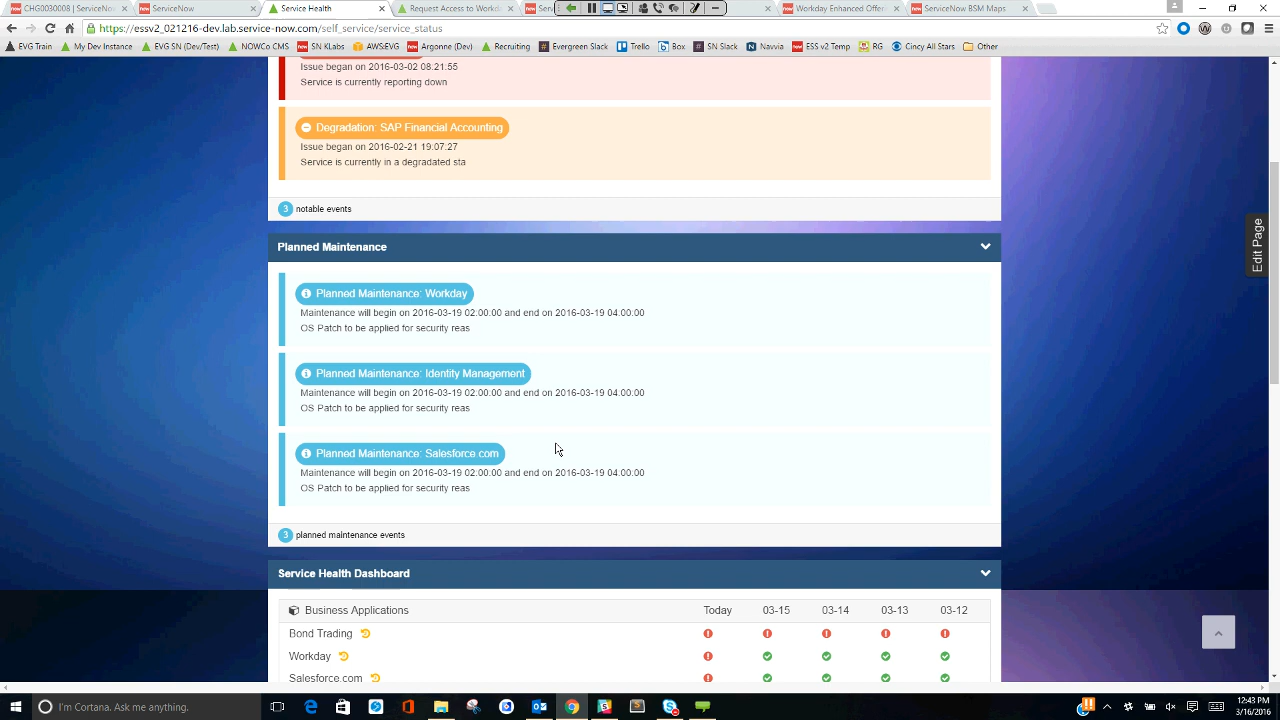 CHG0030008 | ServiceNow
ServiceNow
Service Health
Request Access to Workda
Serv
Workday Enhanced Offeri
ServiceNow BSM Maps
https://essv2_021216-dev.lab.service-now.com/self_service/service_status
EVG Train
My Dev Instance
EVG SN (DevTest)
NOWCo CMS
SN KLabs
AWS:EVG
Argonne (Dev)
Recruiting
Evergreen Slack
Trello
Box
SN Slack
Navvia
ESS v2 Temp
RG
Cincy All Stars
Other
Issue began on 2016-03-02 08:21:55
Service is currently reporting down
Degradation: SAP Financial Accounting
Issue began on 2016-02-21 19:07:27
Service is currently in a degraded sta
3 notable events
Edit Page
Planned Maintenance
Planned Maintenance: Workday
Maintenance will begin on 2016-03-19 02:00:00 and end on 2016-03-19 04:00:00
OS Patch to be applied for security reas
Planned Maintenance: Identity Management
Maintenance will begin on 2016-03-19 02:00:00 and end on 2016-03-19 04:00:00
OS Patch to be applied for security reas
Planned Maintenance: Salesforce.com
Maintenance will begin on 2016-03-19 02:00:00 and end on 2016-03-19 04:00:00
OS Patch to be applied for security reas
3 planned maintenance events
Service Health Dashboard
Business Applications Today 03-15 03-14 03-13 03-12
Bond Trading
Workday
Salesforce.com
I'm Cortana. Ask me anything.
12:43 PM
3/16/2016